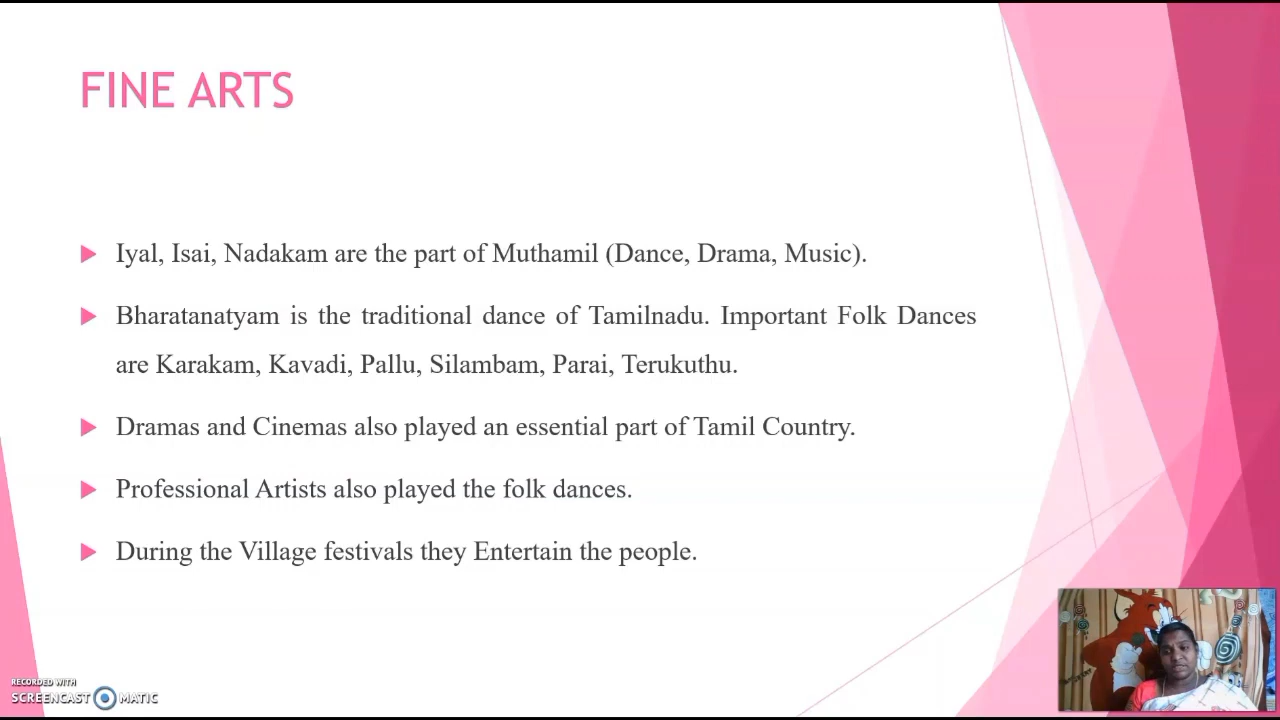 FINE ARTS
Iyal, Isai, Nadakam are the part of Muthamil (Dance, Drama, Music).
Bharatanatyam is the traditional dance of Tamilnadu. Important Folk Dances
are Karakam, Kavadi, Pallu, Silambam, Parai, Terukuthu.
Dramas and Cinemas also played an essential part of Tamil Country.
Professional Artists also played the folk dances.
During the Village festivals they Entertain the people.
RECORDED WITH
SCREENCAST MATIC